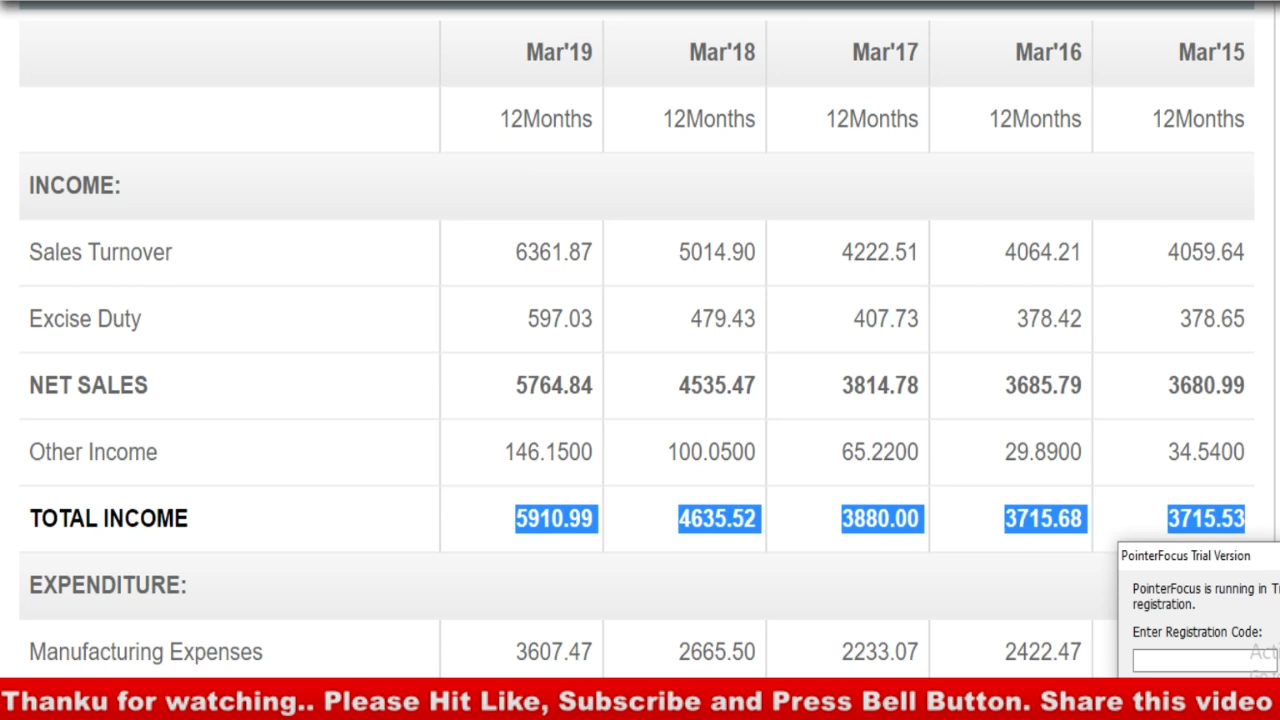 Mar'19 Mar'18 Mar'17 Mar'16 Mar'15
12Months 12Months 12Months 12Months 12Months
INCOME:
Sales Turnover 6361.87 5014.90 4222.51 4064.21 4059.64
Excise Duty 597.03 479.43 407.73 378.42 378.65
NET SALES 5764.84 4535.47 3814.78 3685.79 3680.99
Other Income 146.1500 100.0500 65.2200 29.8900 34.5400
TOTAL INCOME 5910.99 4635.52 3880.00 3715.68 3715.53
EXPENDITURE:
Manufacturing Expenses 3607.47 2665.50 2233.07 2422.47
PointerFocus Trial Version
PointerFocus is running in
registration.
Enter Registration Code:
Thanku for watching.. Please Hit Like, Subscribe and Press Bell Button. Share this video